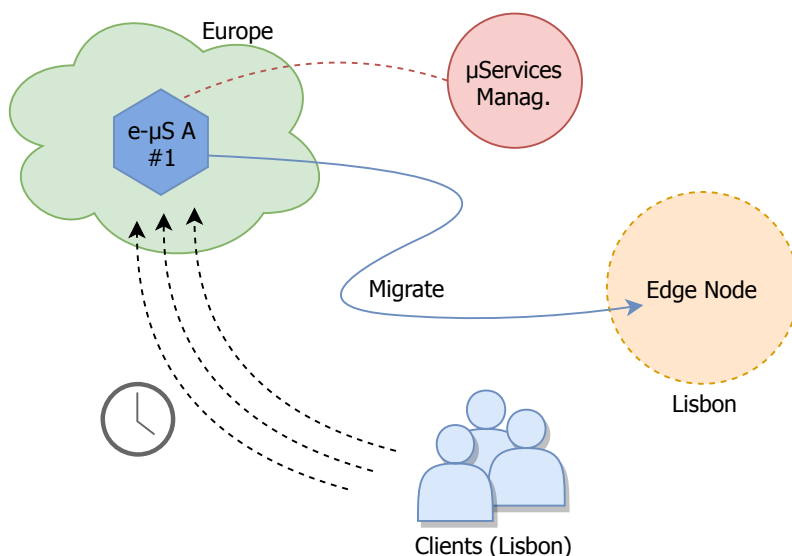 Europe
µServices
Manag.
e-µS A
#1
Migrate
Edge Node
Lisbon
Clients (Lisbon)